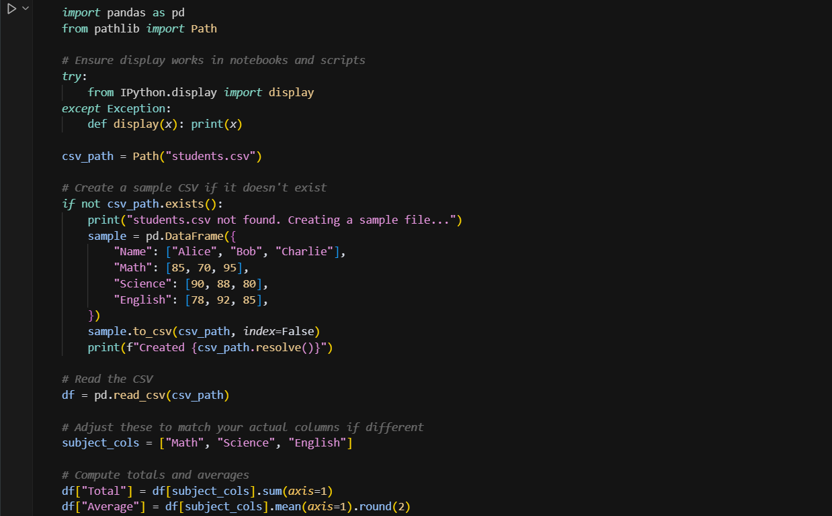 import pandas as pd
from pathlib import Path
# Ensure display works in notebooks and scripts
try:
from IPython.display import display
except Exception:
def display(x): print(x)
csv_path = Path("students.csv")
# Create a sample CSV if it doesn't exist
if not csv_path.exists():
print("students.csv not found. Creating a sample file...")
sample = pd.DataFrame({
"Name": ["Alice", "Bob", "Charlie"],
"Math": [85, 70, 95],
"Science": [90, 88, 80],
"English": [78, 92, 85],
})
sample.to_csv(csv_path, index=False)
print(f"Created {csv_path.resolve()}")
# Read the CSV
df = pd.read_csv(csv_path)
# Adjust these to match your actual columns if different
subject_cols = ["Math", "Science", "English"]
# Compute totals and averages
df["Total"] = df[subject_cols].sum(axis=1)
df["Average"] = df[subject_cols].mean(axis=1).round(2)